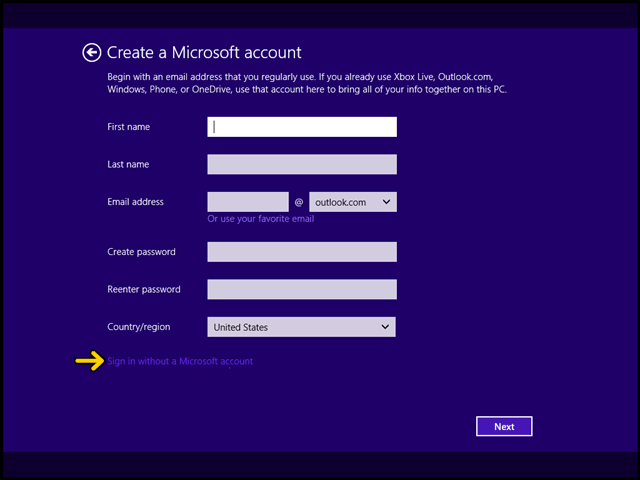 Create a Microsoft account
Begin with an email address that you regularly use. If you already use Xbox Live, Outlook.com,
Windows, Phone, or OneDrive, use that account here to bring all of your info together on this PC.
First name
Last name
Email address @ outlook.com
Or use your favorite email
Create password
Reenter password
Country/region United States
Sign in without a Microsoft account
Next